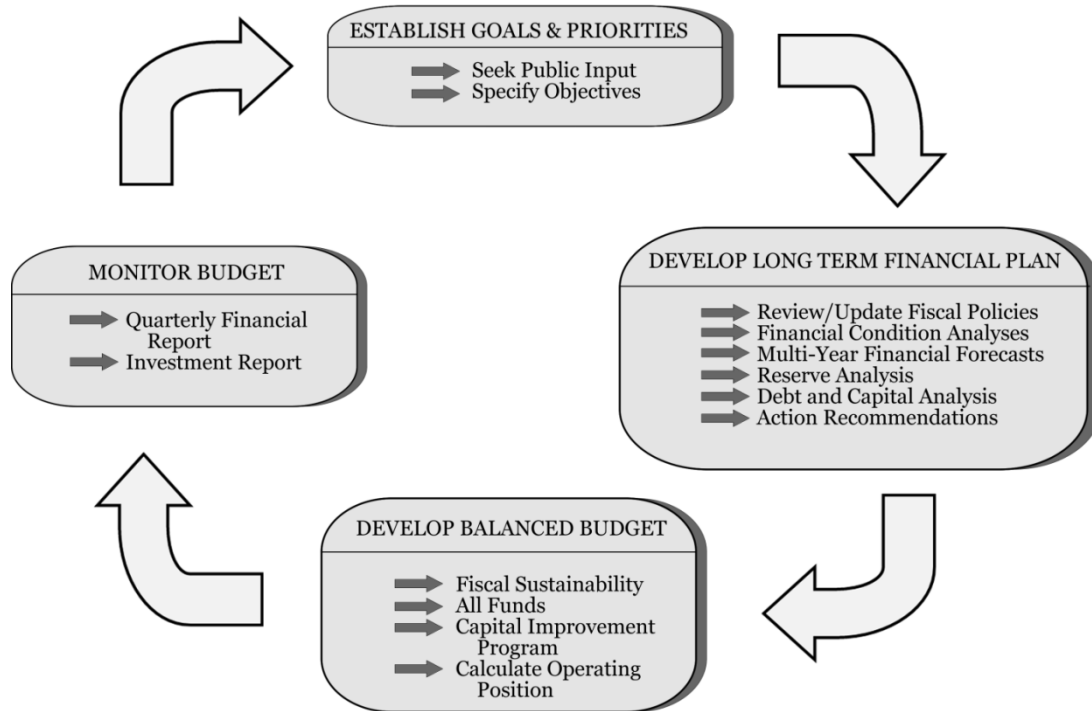 ESTABLISH GOALS & PRIORITIES
Seek Public Input
Specify Objectives
DEVELOP LONG TERM FINANCIAL PLAN
Review/Update Fiscal Policies
Financial Condition Analyses
Multi-Year Financial Forecasts
Reserve Analysis
Debt and Capital Analysis
Action Recommendations
DEVELOP BALANCED BUDGET
Fiscal Sustainability
All Funds
Capital Improvement
Program
Calculate Operating
Position
MONITOR BUDGET
Quarterly Financial
Report
Investment Report